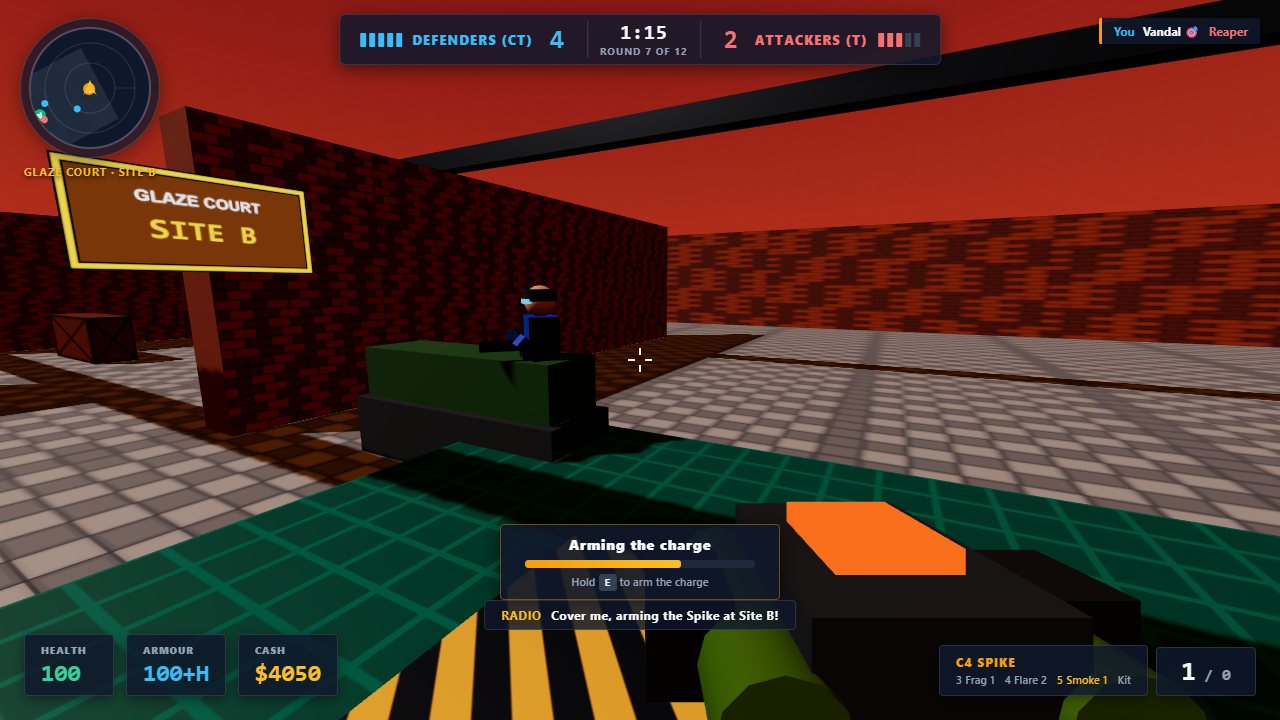 DEFENDERS (CT) 4
1:15
ROUND 7 OF 12
2 ATTACKERS (T)
You Vandal Reaper
GLAZE COURT · SITE B
GLAZE COURT
SITE B
Arming the charge
Hold E to arm the charge
RADIO Cover me, arming the Spike at Site B!
HEALTH
100
ARMOUR
100+H
CASH
$4050
C4 SPIKE
3 Frag 1 4 Flare 2 5 Smoke 1 Kit
1 / 0